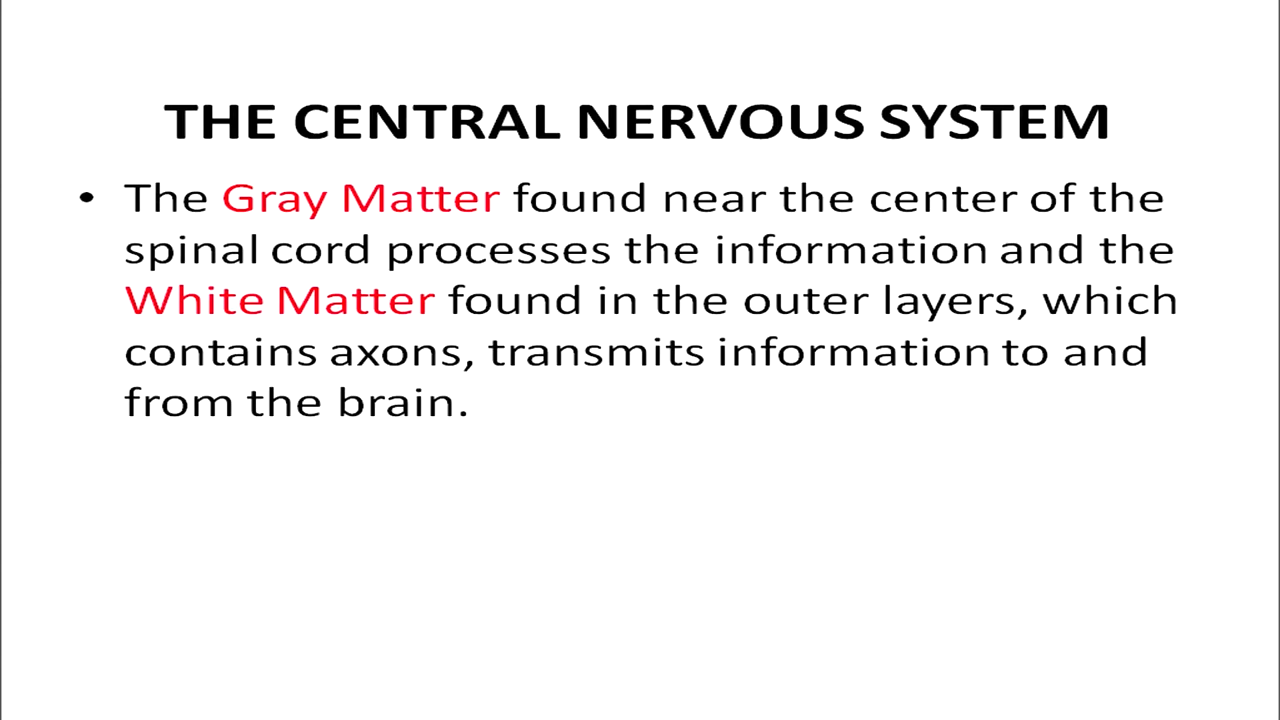 THE CENTRAL NERVOUS SYSTEM
• The Gray Matter found near the center of the
spinal cord processes the information and the
White Matter found in the outer layers, which
contains axons, transmits information to and
from the brain.